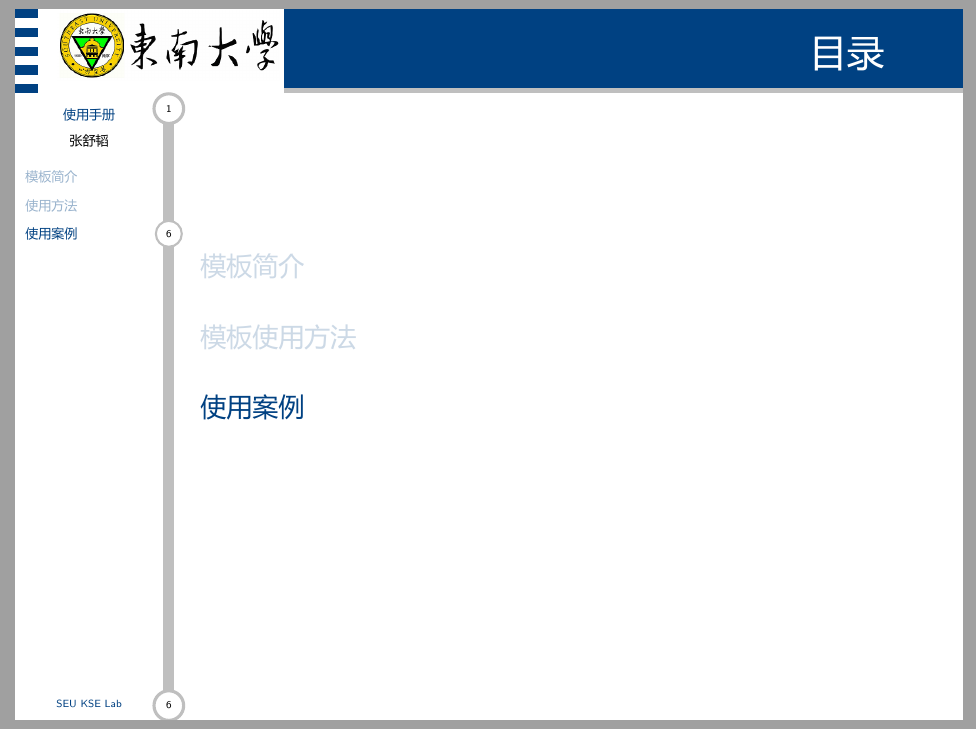 東南大學
目录
使用手册
张舒韬
模板简介
使用方法
使用案例
1
6
模板简介
模板使用方法
使用案例
SEU KSE Lab
6